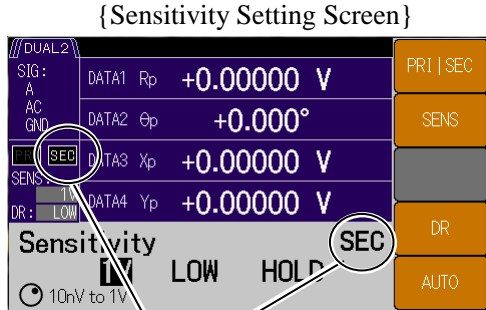 {Sensitivity Setting Screen}
DUAL2
SIG:
A
AC
GND
PRI SEC
SENS:
1V
DR: LOW
DATA1 Rp +0.00000 V
DATA2 θp +0.000°
DATA3 Xp +0.00000 V
DATA4 Yp +0.00000 V
Sensitivity SEC
1V LOW HOLD
10nV to 1V
PRI|SEC
SENS
DR
AUTO